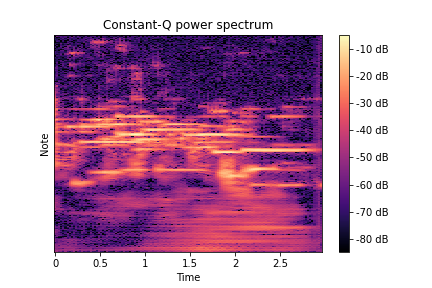 Constant-Q power spectrum
Note
-10 dB
-20 dB
-30 dB
-40 dB
-50 dB
-60 dB
-70 dB
-80 dB
0 0.5 1 1.5 2 2.5
Time